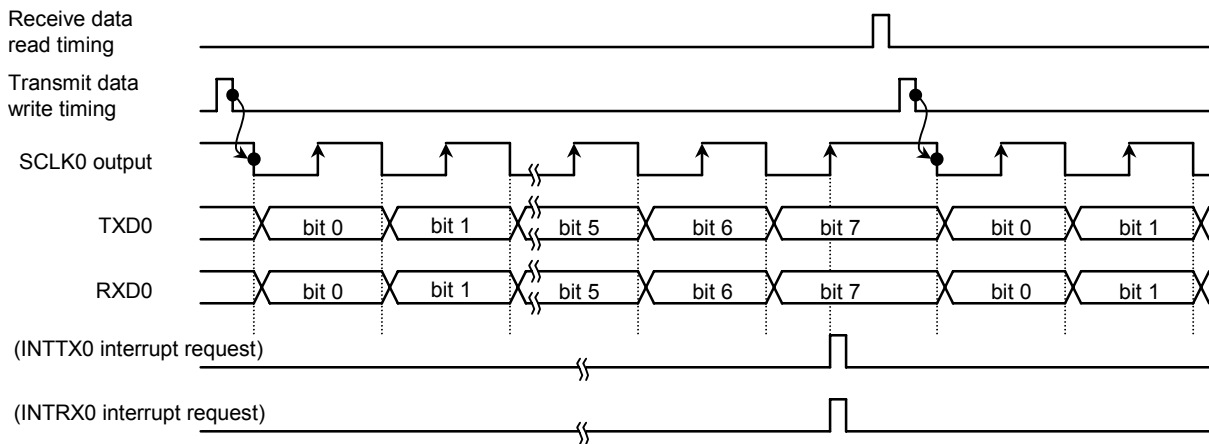 Receive data
read timing
Transmit data
write timing
SCLK0 output
TXD0
bit 0 bit 1 bit 5 bit 6 bit 7 bit 0 bit 1
RXD0
bit 0 bit 1 bit 5 bit 6 bit 7 bit 0 bit 1
(INTTX0 interrupt request)
(INTRX0 interrupt request)